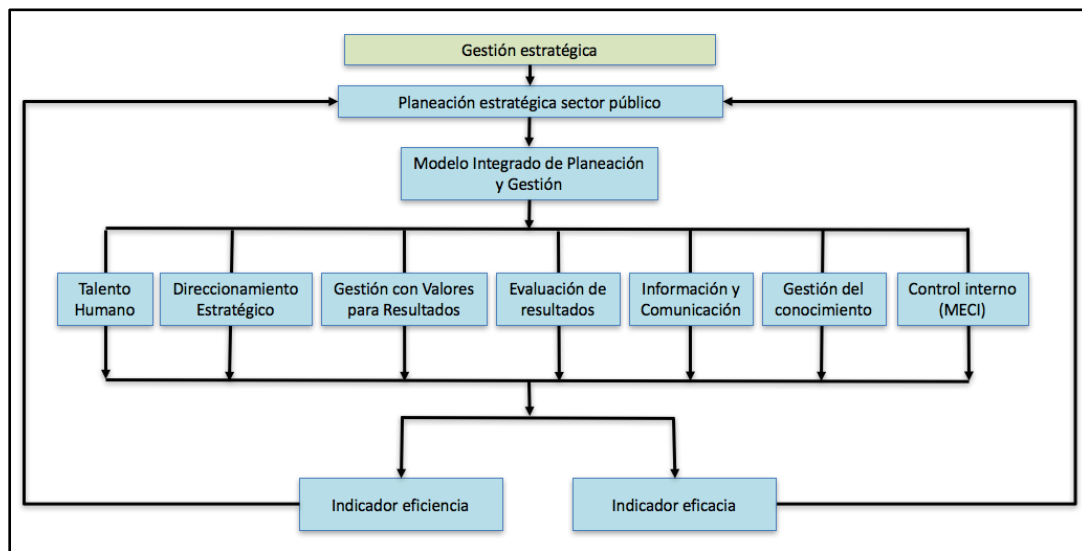 Gestión estratégica
Planeación estratégica sector público
Modelo Integrado de Planeación
y Gestión
Talento
Humano
Direccionamiento
Estratégico
Gestión con Valores
para Resultados
Evaluación de
resultados
Información y
Comunicación
Gestión del
conocimiento
Control interno
(MECI)
Indicador eficiencia
Indicador eficacia